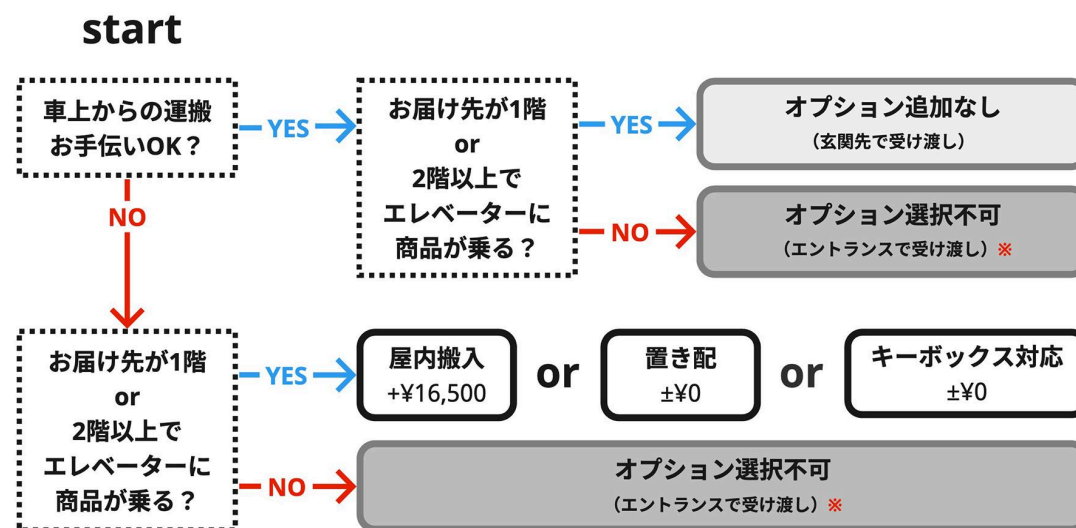 start
車上からの運搬
お手伝いOK？
YES
お届け先が1階
or
2階以上で
エレベーターに
商品が乗る？
YES
オプション追加なし
（玄関先で受け渡し）
NO
オプション選択不可
（エントランスで受け渡し）※
NO
お届け先が1階
or
2階以上で
エレベーターに
商品が乗る？
YES
屋内搬入
+¥16,500
or
置き配
±¥0
or
キーボックス対応
±¥0
NO
オプション選択不可
（エントランスで受け渡し）※